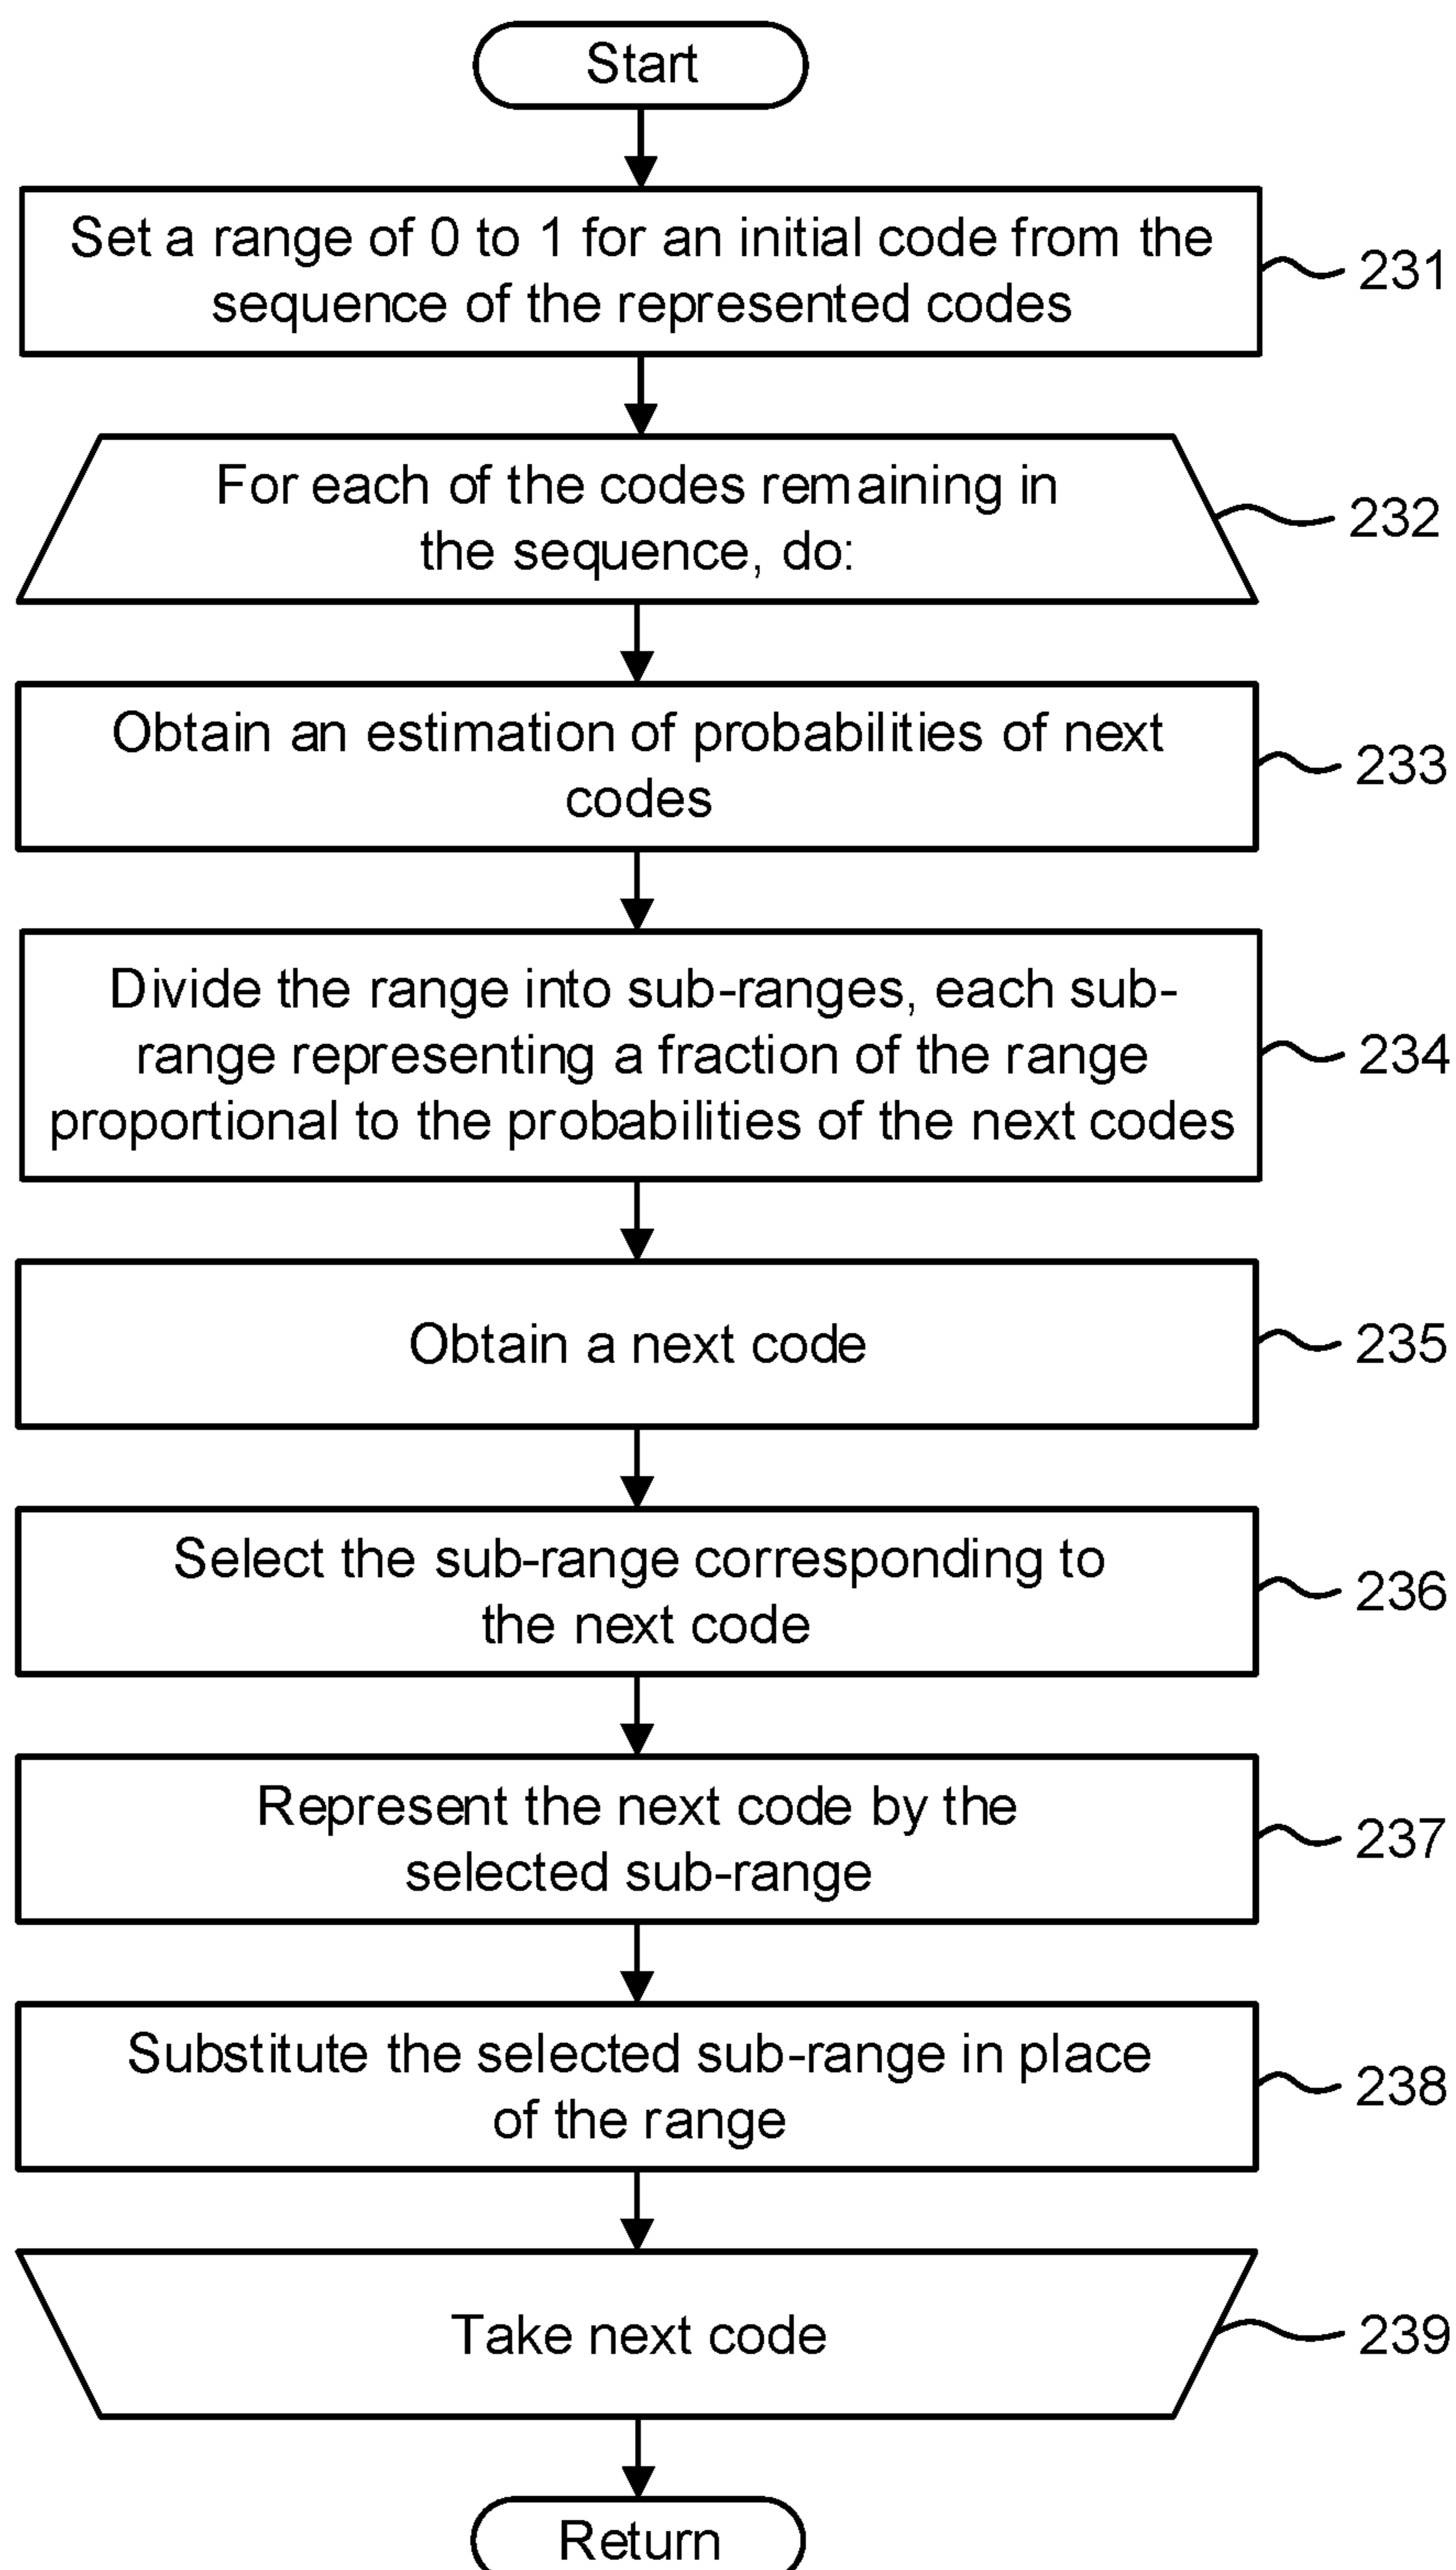 Start
Set a range of 0 to 1 for an initial code from the
sequence of the represented codes
231
For each of the codes remaining in
the sequence, do:
232
Obtain an estimation of probabilities of next
codes
233
Divide the range into sub-ranges, each sub-
range representing a fraction of the range
proportional to the probabilities of the next codes
234
Obtain a next code
235
Select the sub-range corresponding to
the next code
236
Represent the next code by the
selected sub-range
237
Substitute the selected sub-range in place
of the range
238
Take next code
239
Return